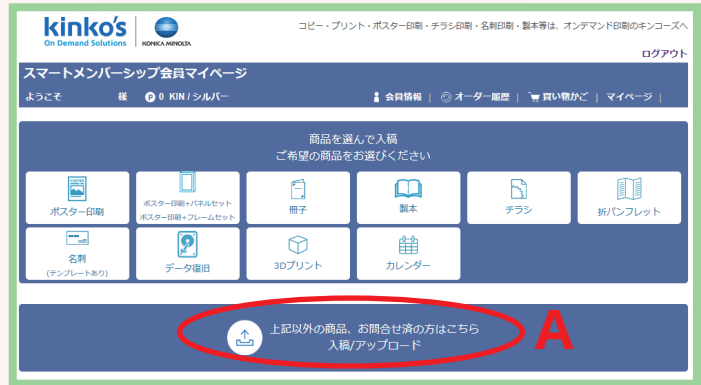 kinko's
On Demand Solutions
KONICA MINOLTA
コピー・プリント・ポスター印刷・チラシ印刷・名刺印刷・製本等は、オンデマンド印刷のキンコーズへ
ログアウト
スマートメンバーシップ会員マイページ
ようこそ 様 P 0 KIN / シルバー 会員情報 | オーダー履歴 | 買い物かご | マイページ |
商品を選んで入稿
ご希望の商品をお選びください
ポスター印刷
ポスター印刷+パネルセット
ポスター印刷+フレームセット
冊子
製本
チラシ
折パンフレット
名刺
(テンプレートあり)
データ復旧
3Dプリント
カレンダー
上記以外の商品、お問合せ済の方はこちら
入稿/アップロード
A